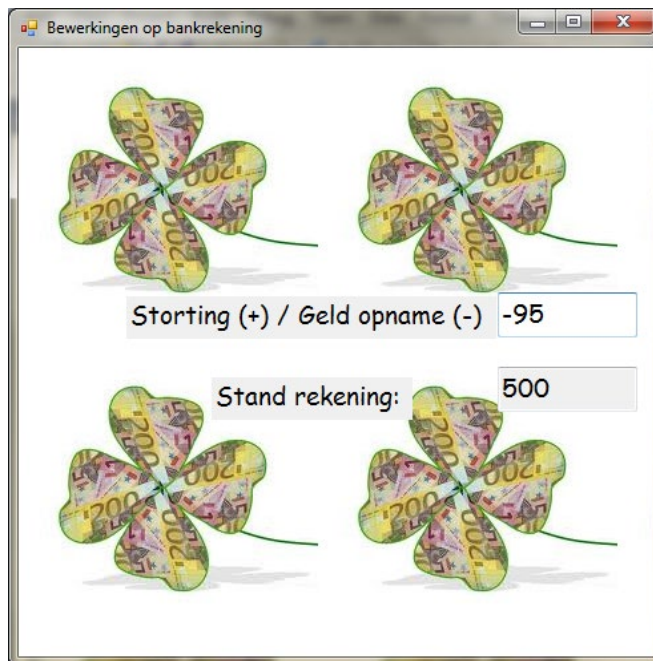 Bewerkingen op bankrekening
Storting (+) / Geld opname (-) -95
Stand rekening: 500